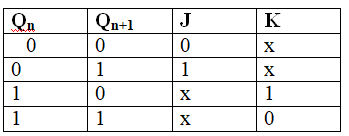 Qn Qn+1 J K
0 0 0 x
0 1 1 x
1 0 x 1
1 1 x 0